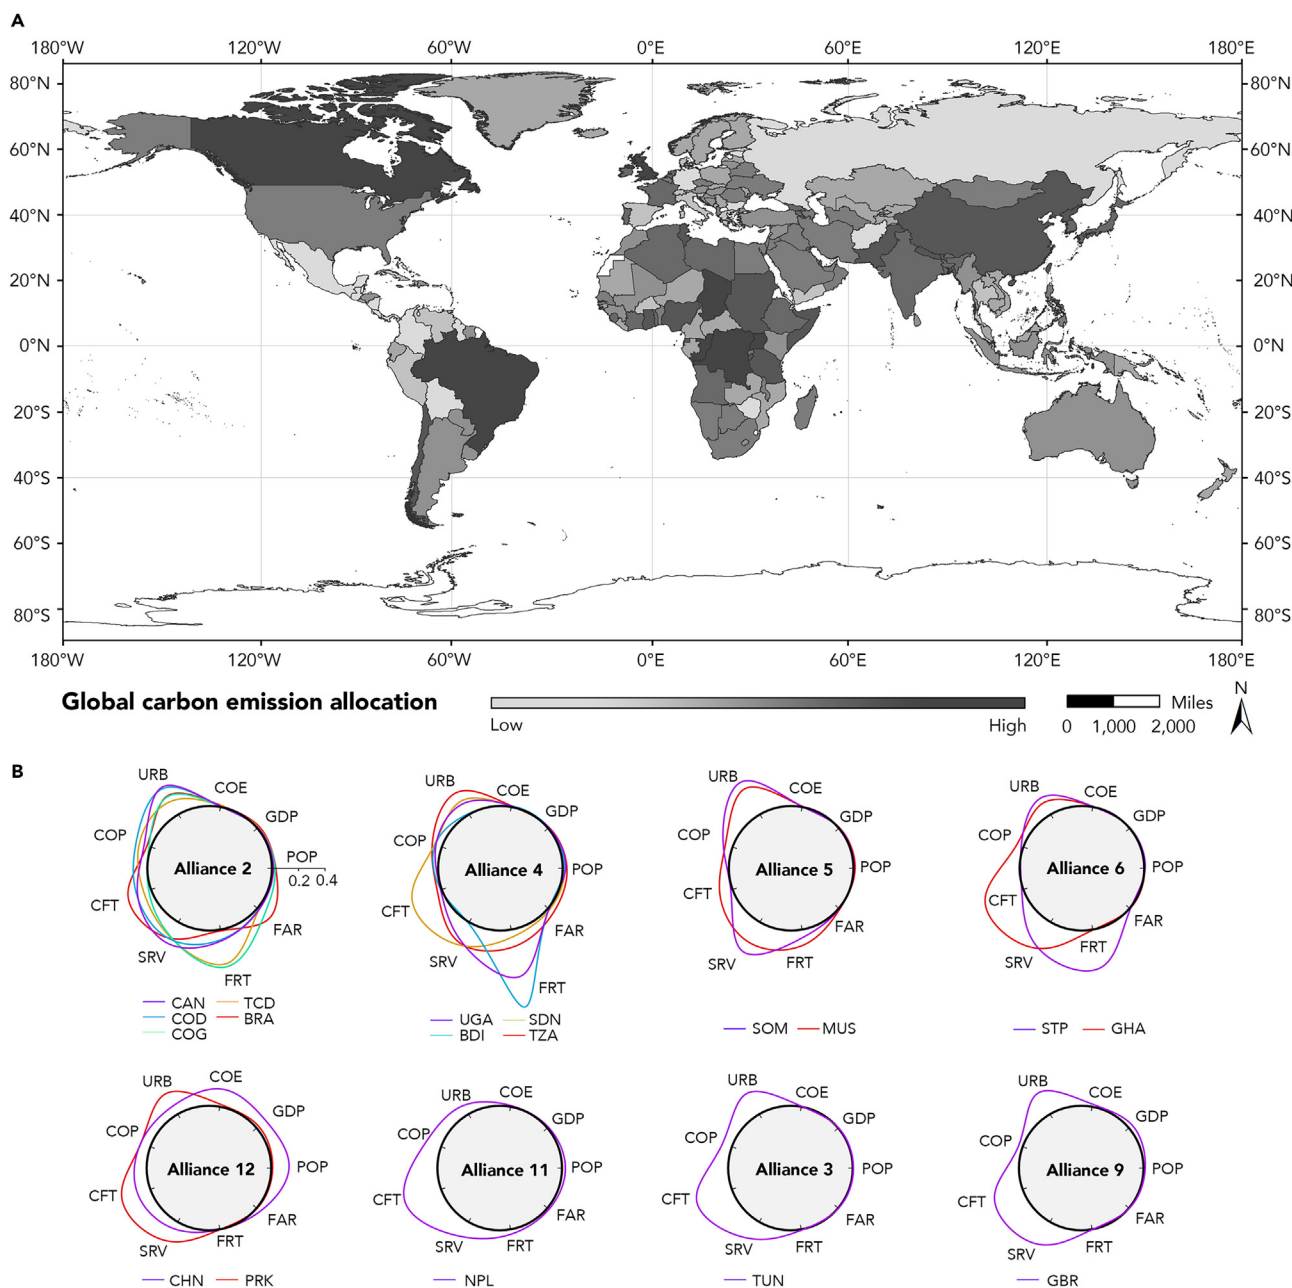 A
180°W 120°W 60°W 0°E 60°E 120°E 180°E
80°N 80°N
60°N 60°N
40°N 40°N
20°N 20°N
0°N 0°N
20°S 20°S
40°S 40°S
60°S 60°S
80°S 80°S
180°W 120°W 60°W 0°E 60°E 120°E 180°E
Global carbon emission allocation
Low High
Miles
0 1,000 2,000
N
B
URB COE GDP POP 0.2 0.4 FAR FRT SRV CFT COP
Alliance 2
CAN TCD
COD BRA
COG
URB COE GDP POP FAR FRT SRV CFT COP
Alliance 4
UGA SDN
BDI TZA
URB COE GDP POP FAR FRT SRV CFT COP
Alliance 5
SOM MUS
URB COE GDP POP FAR FRT SRV CFT COP
Alliance 6
STP GHA
URB COE GDP POP FAR FRT SRV CFT COP
Alliance 12
CHN PRK
URB COE GDP POP FAR FRT SRV CFT COP
Alliance 11
NPL
URB COE GDP POP FAR FRT SRV CFT COP
Alliance 3
TUN
URB COE GDP POP FAR FRT SRV CFT COP
Alliance 9
GBR